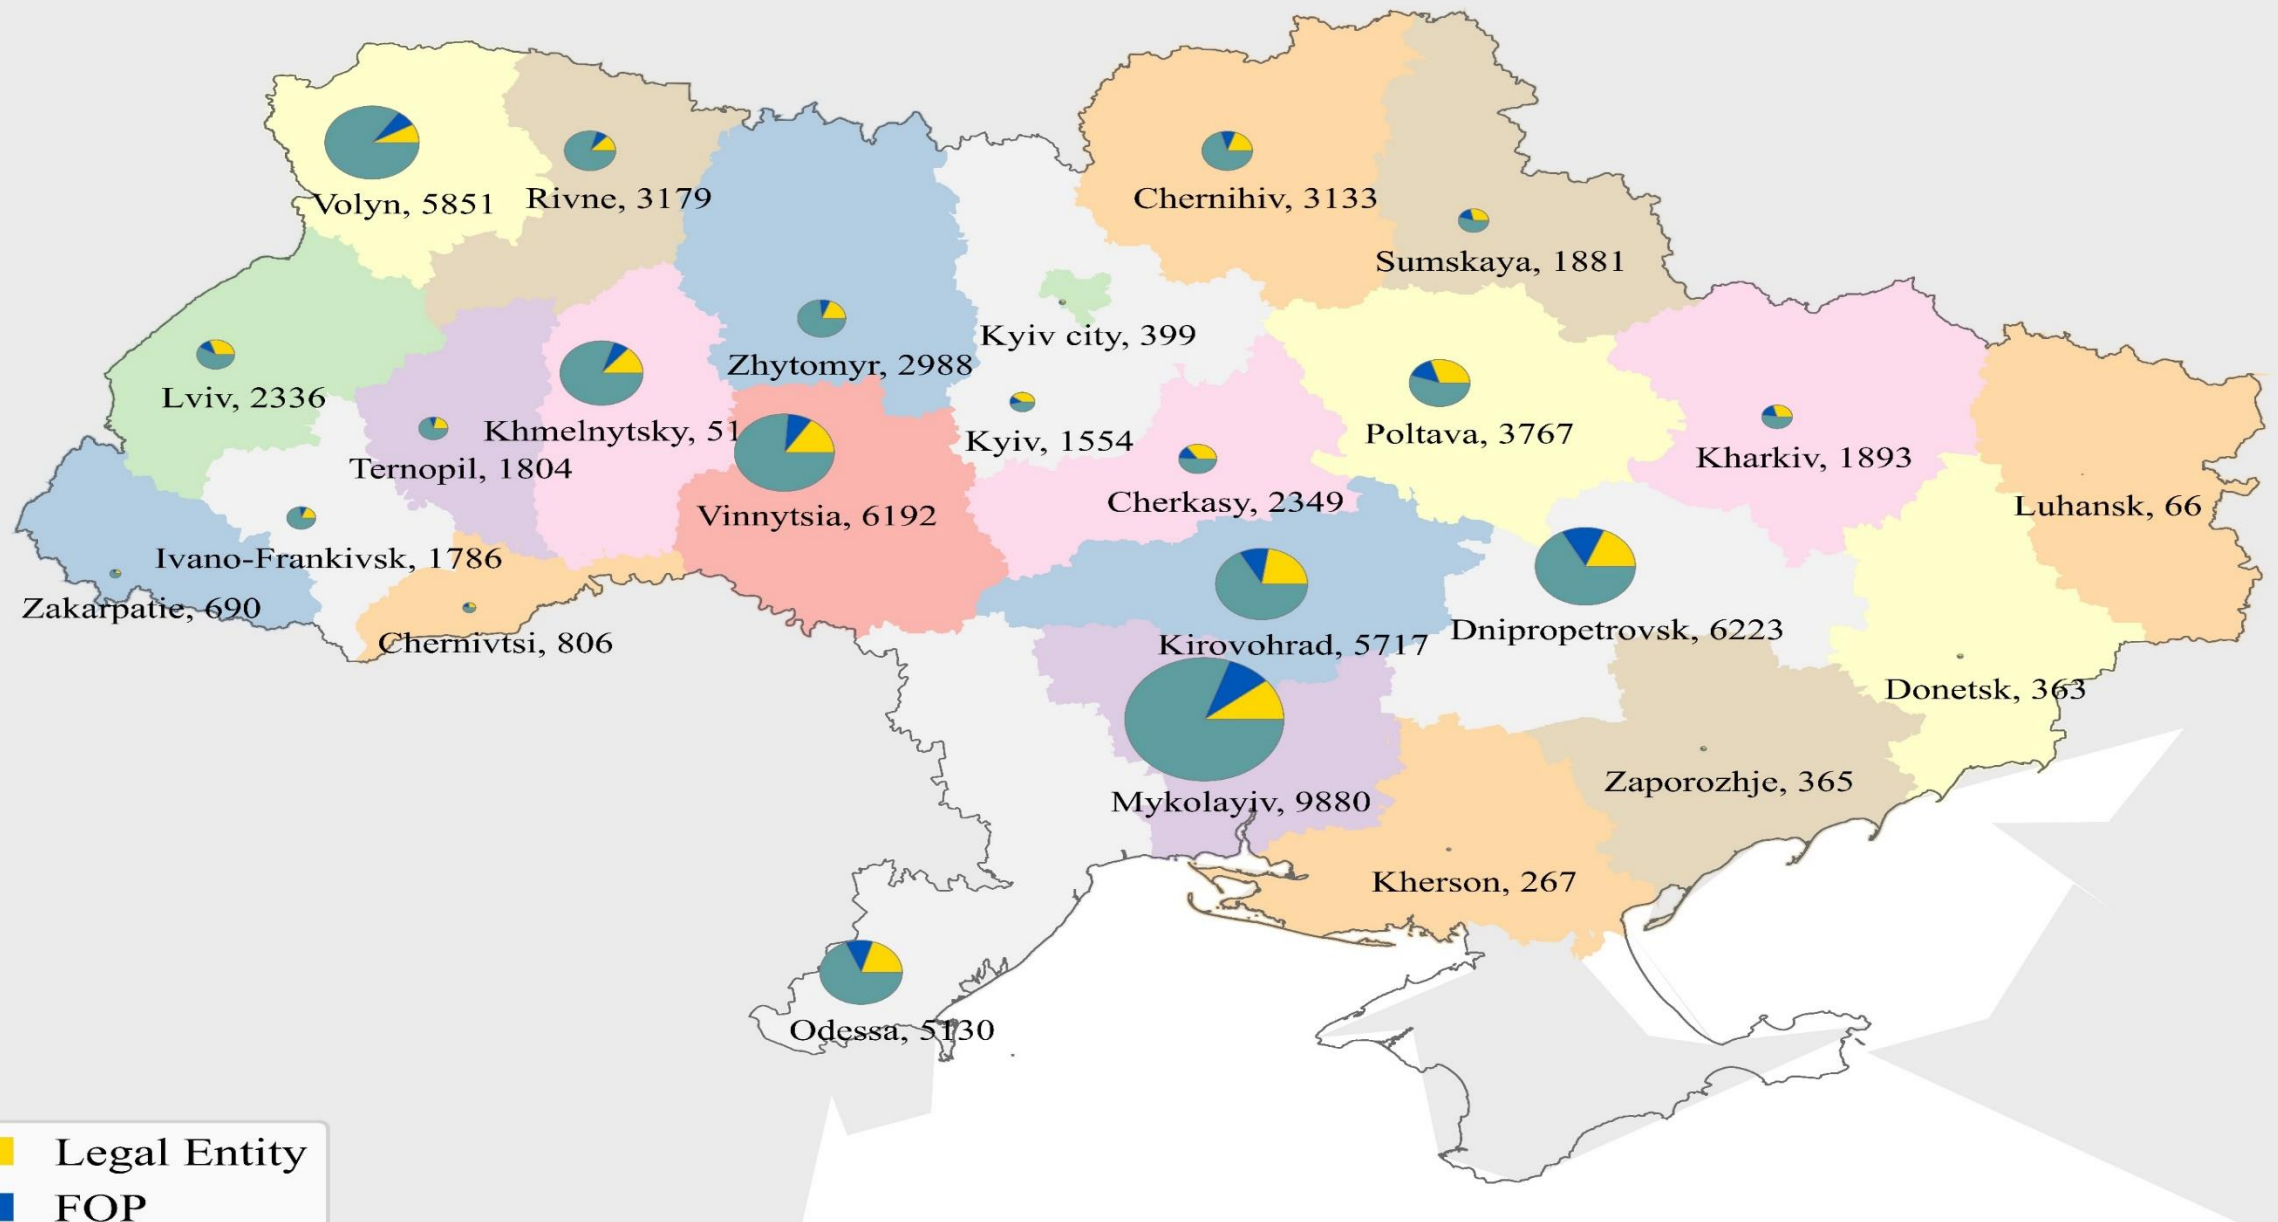 Volyn, 5851
Rivne, 3179
Chernihiv, 3133
Sumskaya, 1881
Kyiv city, 399
Zhytomyr, 2988
Lviv, 2336
Khmelnytsky, 51
Kyiv, 1554
Poltava, 3767
Kharkiv, 1893
Ternopil, 1804
Cherkasy, 2349
Luhansk, 66
Vinnytsia, 6192
Ivano-Frankivsk, 1786
Zakarpatie, 690
Chernivtsi, 806
Kirovohrad, 5717
Dnipropetrovsk, 6223
Donetsk, 363
Zaporozhje, 365
Mykolayiv, 9880
Kherson, 267
Odessa, 5130
Legal Entity
FOP